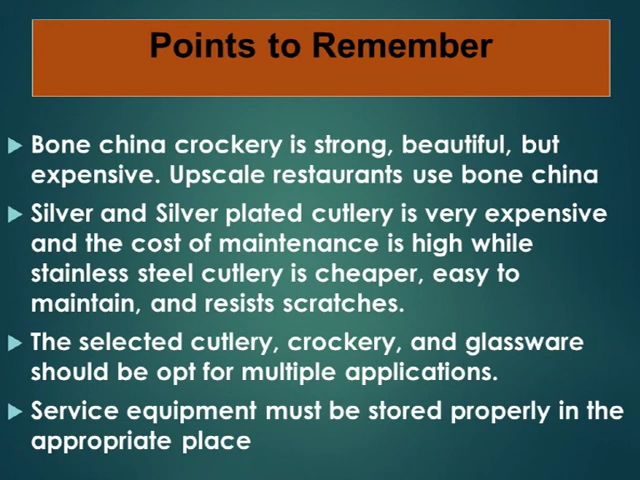 Points to Remember
Bone china crockery is strong, beautiful, but
expensive. Upscale restaurants use bone china
Silver and Silver plated cutlery is very expensive
and the cost of maintenance is high while
stainless steel cutlery is cheaper, easy to
maintain, and resists scratches.
The selected cutlery, crockery, and glassware
should be opt for multiple applications.
Service equipment must be stored properly in the
appropriate place